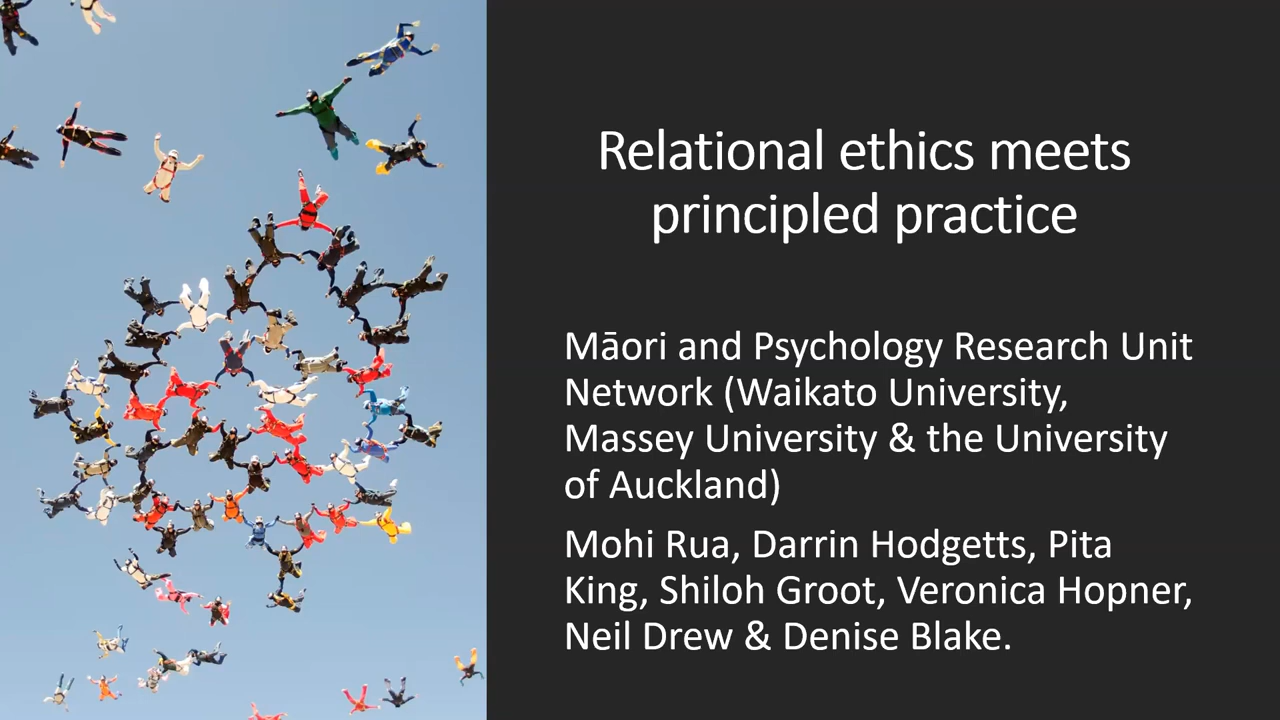 Relational ethics meets
principled practice
Māori and Psychology Research Unit
Network (Waikato University,
Massey University & the University
of Auckland)
Mohi Rua, Darrin Hodgetts, Pita
King, Shiloh Groot, Veronica Hopner,
Neil Drew & Denise Blake.